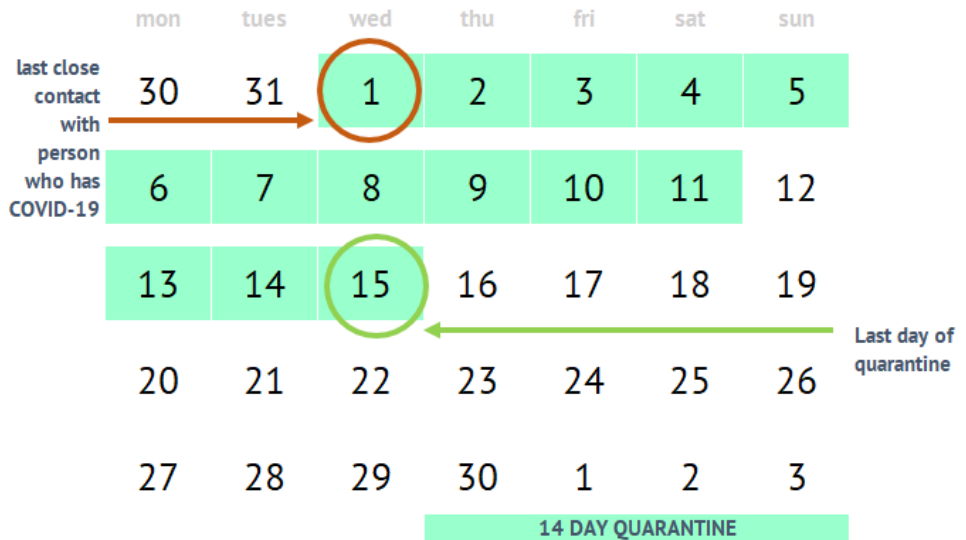 mon tues wed thu fri sat sun
last close
contact
with
person
who has
COVID-19
30 31 1 2 3 4 5
6 7 8 9 10 11 12
13 14 15 16 17 18 19
Last day of
quarantine
20 21 22 23 24 25 26
27 28 29 30 1 2 3
14 DAY QUARANTINE